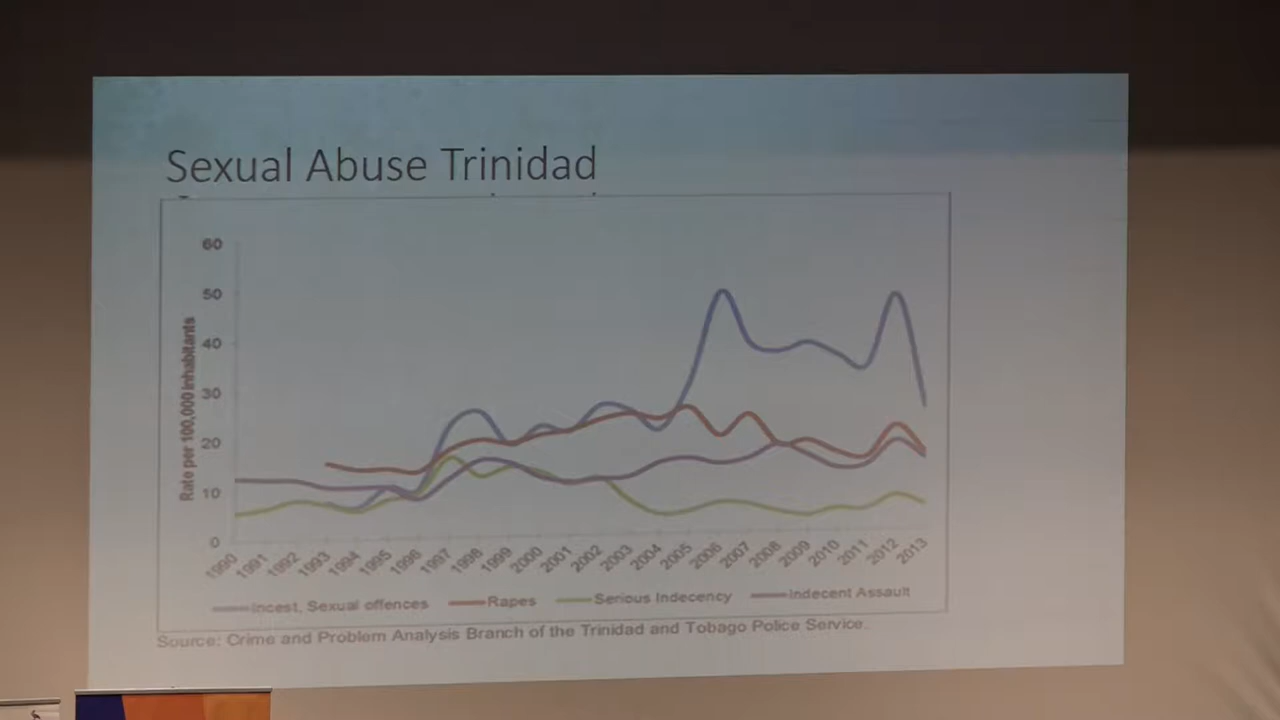 Sexual Abuse Trinidad
60
50
40
30
20
10
0
Rate per 100,000 inhabitants
1990 1991 1992 1993 1994 1995 1996 1997 1998 1999 2000 2001 2002 2003 2004 2005 2006 2007 2008 2009 2010 2011 2012 2013
Incest, Sexual offences Rapes Serious Indecency Indecent Assault
Source: Crime and Problem Analysis Branch of the Trinidad and Tobago Police Service.